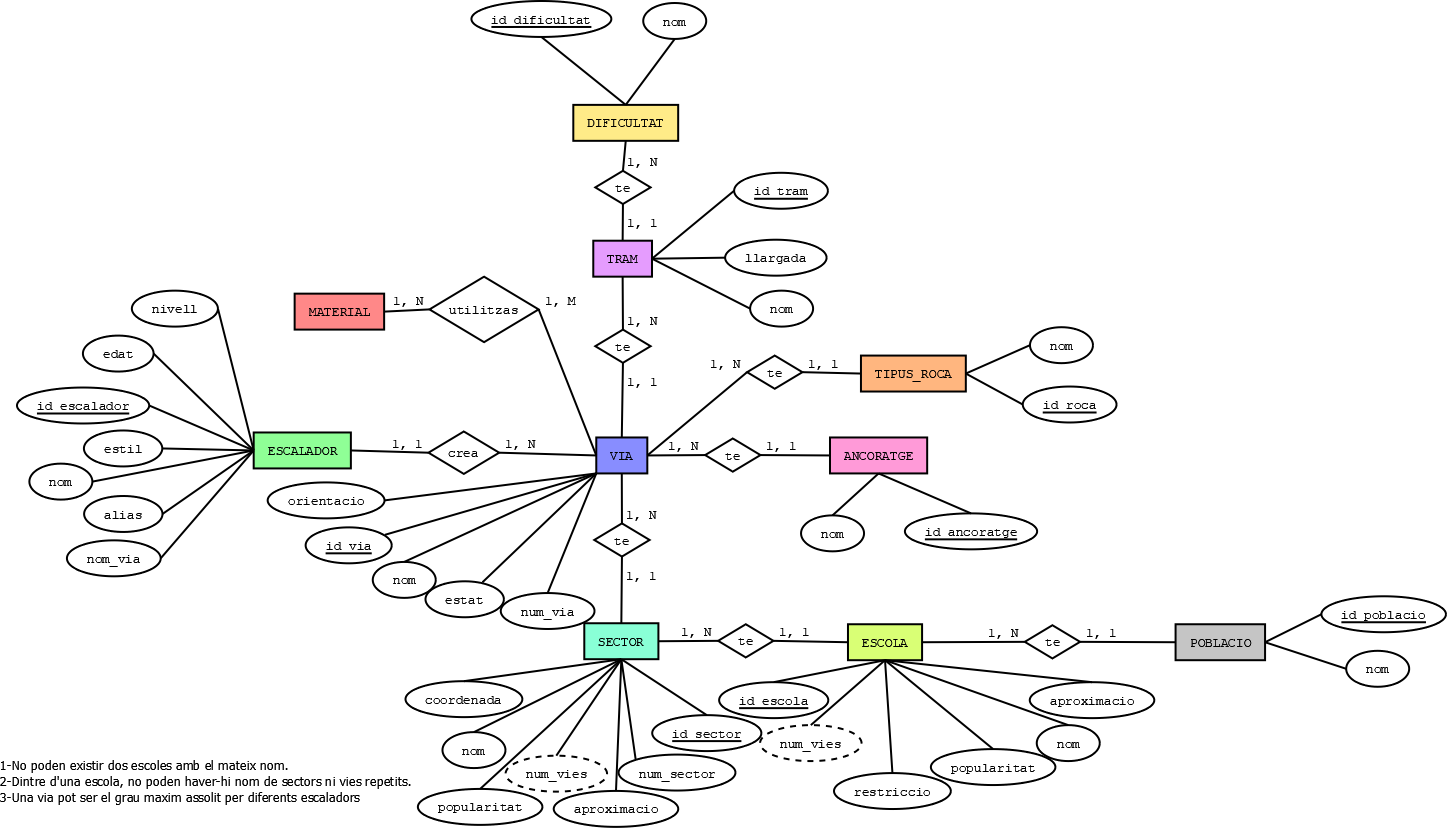 id_dificultat
nom
DIFICULTAT
1, N
te
1, 1
id_tram
TRAM
llargada
nom
MATERIAL
1, N
utilitzas
1, M
1, N
te
1, 1
nivell
edat
id_escalador
estil
nom
alias
nom_via
ESCALADOR
1, 1
crea
1, N
VIA
1, N
te
1, 1
TIPUS_ROCA
nom
id_roca
1, N
te
1, 1
ANCORATGE
nom
id_ancoratge
orientacio
id_via
nom
estat
num_via
1, N
te
1, 1
SECTOR
1, N
te
1, 1
ESCOLA
1, N
te
1, 1
POBLACIO
id_poblacio
nom
coordenada
nom
popularitat
num_vies
aproximacio
num_sector
id_sector
id_escola
num_vies
restriccio
popularitat
nom
aproximacio
1-No poden existir dos escoles amb el mateix nom.
2-Dintre d'una escola, no poden haver-hi nom de sectors ni vies repetits.
3-Una via pot ser el grau maxim assolit per diferents escaladors